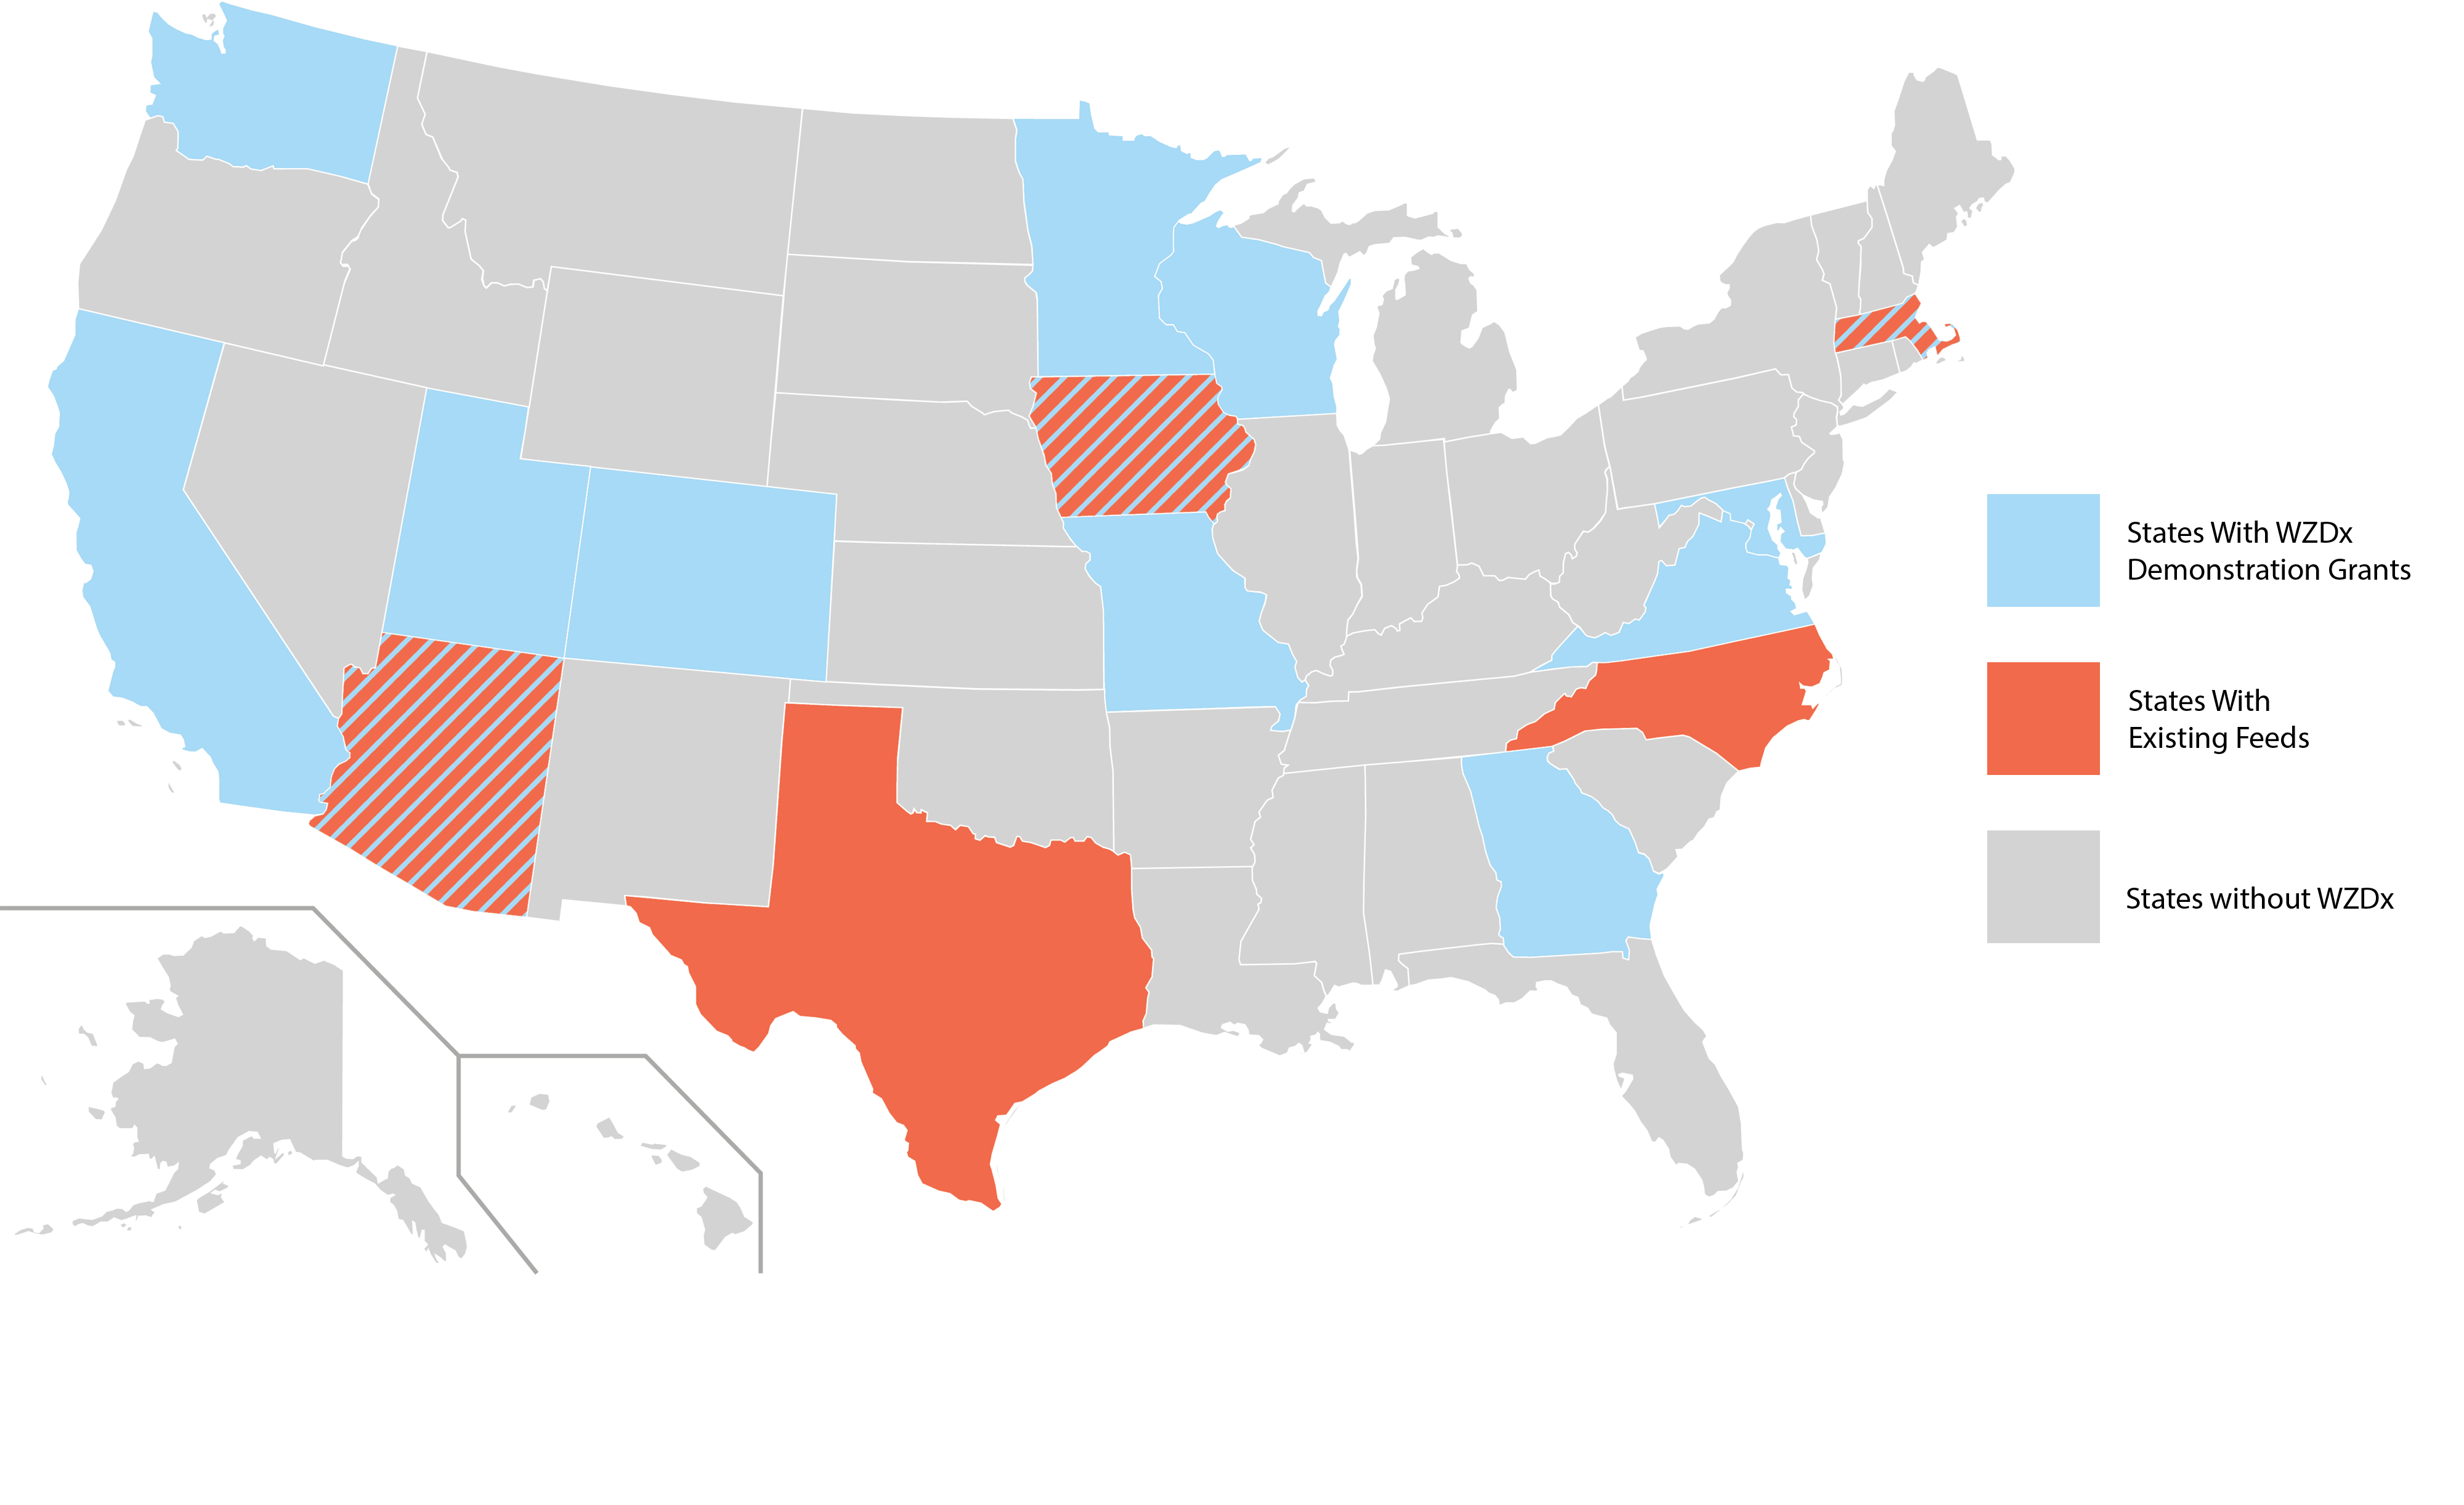 States With WZDx
Demonstration Grants
States With
Existing Feeds
States without WZDx